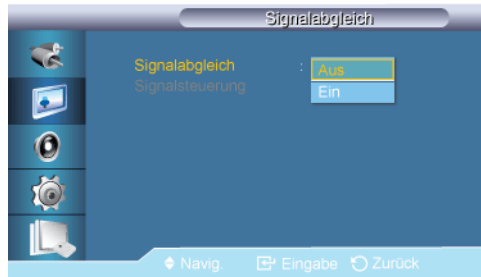 Signalabgleich
Signalabgleich : Aus
Signalsteuerung Ein
Navig. Eingabe Zurück